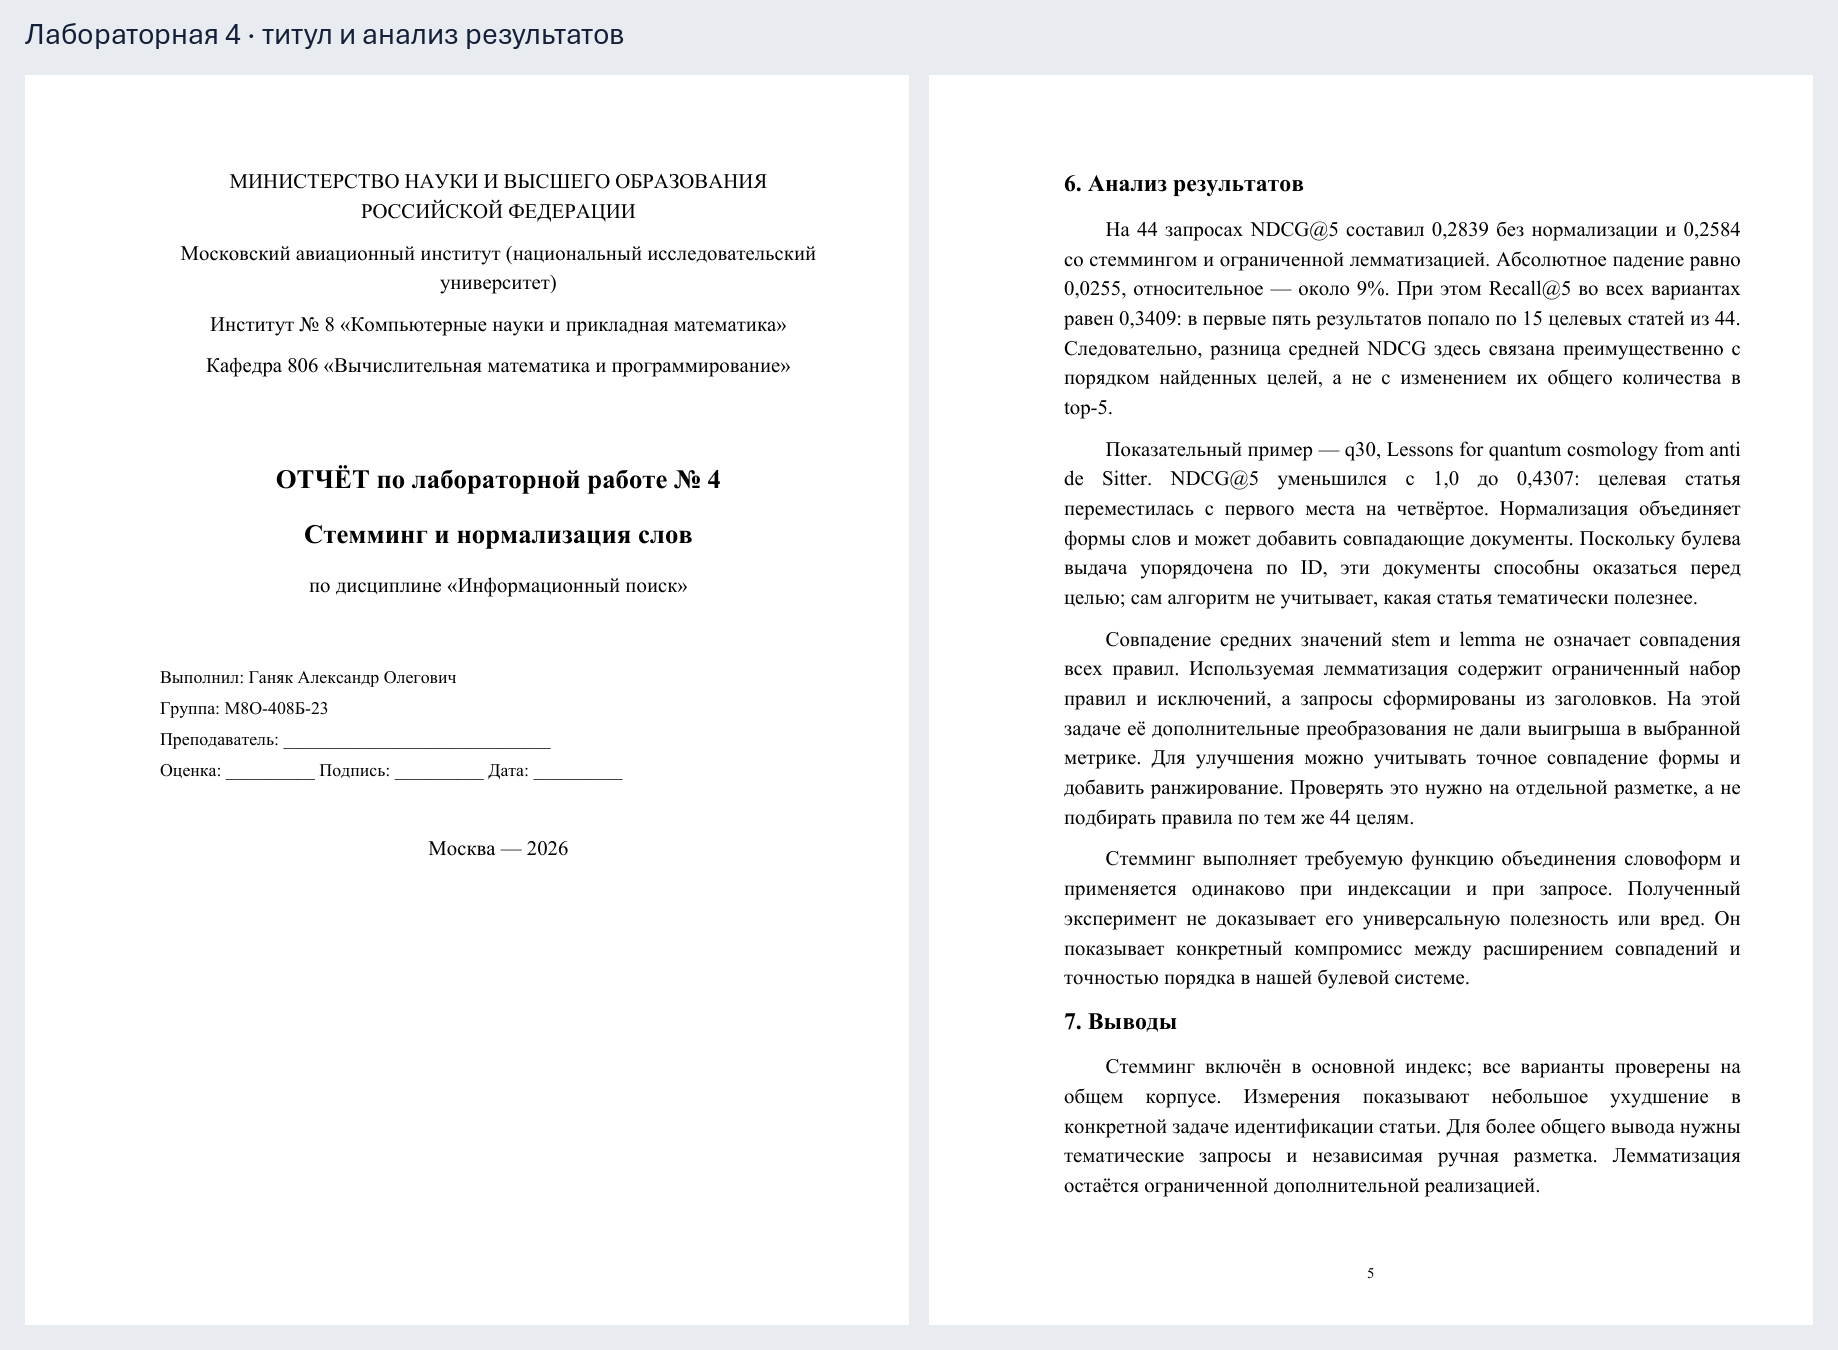 Лабораторная 4 · титул и анализ результатов
МИНИСТЕРСТВО НАУКИ И ВЫСШЕГО ОБРАЗОВАНИЯ
РОССИЙСКОЙ ФЕДЕРАЦИИ
Московский авиационный институт (национальный исследовательский
университет)
Институт № 8 «Компьютерные науки и прикладная математика»
Кафедра 806 «Вычислительная математика и программирование»
ОТЧЁТ по лабораторной работе № 4
Стемминг и нормализация слов
по дисциплине «Информационный поиск»
Выполнил: Ганяк Александр Олегович
Группа: М8О-408Б-23
Преподаватель: ______________________________
Оценка: __________ Подпись: __________ Дата: __________
Москва — 2026
6. Анализ результатов
На 44 запросах NDCG@5 составил 0,2839 без нормализации и 0,2584
со стеммингом и ограниченной лемматизацией. Абсолютное падение равно
0,0255, относительное — около 9%. При этом Recall@5 во всех вариантах
равен 0,3409: в первые пять результатов попало по 15 целевых статей из 44.
Следовательно, разница средней NDCG здесь связана преимущественно с
порядком найденных целей, а не с изменением их общего количества в
top-5.
Показательный пример — q30, Lessons for quantum cosmology from anti
de Sitter. NDCG@5 уменьшился с 1,0 до 0,4307: целевая статья
переместилась с первого места на четвёртое. Нормализация объединяет
формы слов и может добавить совпадающие документы. Поскольку булева
выдача упорядочена по ID, эти документы способны оказаться перед
целью; сам алгоритм не учитывает, какая статья тематически полезнее.
Совпадение средних значений stem и lemma не означает совпадения
всех правил. Используемая лемматизация содержит ограниченный набор
правил и исключений, а запросы сформированы из заголовков. На этой
задаче её дополнительные преобразования не дали выигрыша в выбранной
метрике. Для улучшения можно учитывать точное совпадение формы и
добавить ранжирование. Проверять это нужно на отдельной разметке, а не
подбирать правила по тем же 44 целям.
Стемминг выполняет требуемую функцию объединения словоформ и
применяется одинаково при индексации и при запросе. Полученный
эксперимент не доказывает его универсальную полезность или вред. Он
показывает конкретный компромисс между расширением совпадений и
точностью порядка в нашей булевой системе.
7. Выводы
Стемминг включён в основной индекс; все варианты проверены на
общем корпусе. Измерения показывают небольшое ухудшение в
конкретной задаче идентификации статьи. Для более общего вывода нужны
тематические запросы и независимая ручная разметка. Лемматизация
остаётся ограниченной дополнительной реализацией.
5